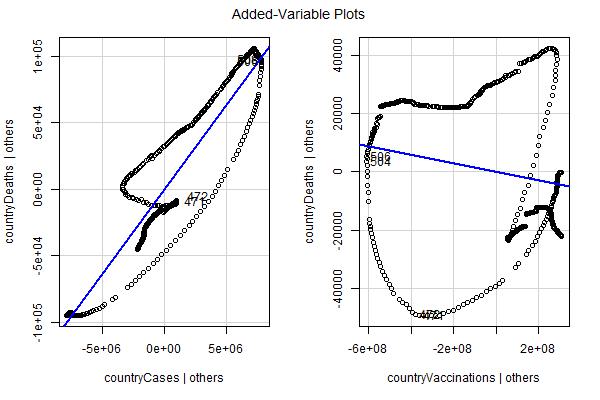 Added-Variable Plots
countryDeaths | others
1e+05
5e+04
0e+00
-5e+04
-1e+05
472
-5e+06 0e+00 5e+06
countryCases | others
countryDeaths | others
40000
20000
0
-20000
-40000
506
504
-6e+08 -2e+08 2e+08
countryVaccinations | others